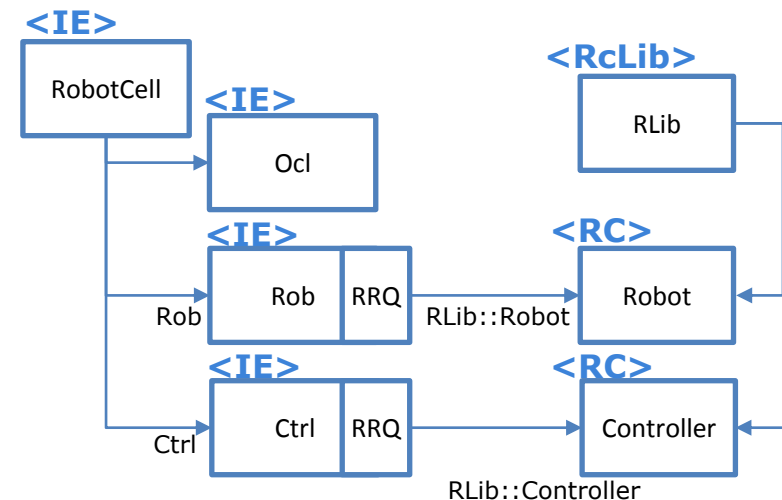 <IE>
RobotCell
<RcLib>
RLib
<IE>
Ocl
<IE>
Rob
Rob
RRQ
RLib::Robot
<RC>
Robot
<IE>
Ctrl
Ctrl
RRQ
RLib::Controller
<RC>
Controller